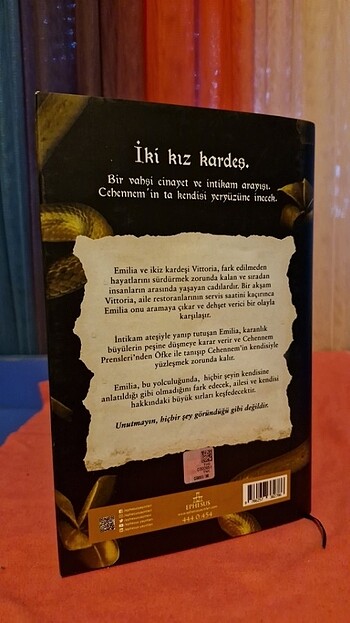 İki kız kardeş.
Bir vahşi cinayet ve intikam arayışı.
Cehennem'in ta kendisi yeryüzüne inecek.
Emilia ve ikiz kardeşi Vittoria, fark edilmeden
hayatlarını sürdürmek zorunda kalan ve sıradan
insanların arasında yaşayan cadılardır. Bir akşam
Vittoria, aile restoranlarının servis saatini kaçırınca
Emilia onu aramaya çıkar ve dehşet verici bir olayla
karşılaşır.
İntikam ateşiyle yanıp tutuşan Emilia, karanlık
büyülerin peşine düşmeye karar verir ve Cehennem
Prensleri'nden Öfke ile tanışıp Cehennem'in kendisiyle
yüzleşmek zorunda kalır.
Emilia, bu yolculuğunda, hiçbir şeyin kendisine
anlatıldığı gibi olmadığını fark edecek, ailesi ve kendisi
hakkındaki büyük sırları keşfedecektir.
Unutmayın, hiçbir şey göründüğü gibi değildir.
EPHESUS
444 0 454